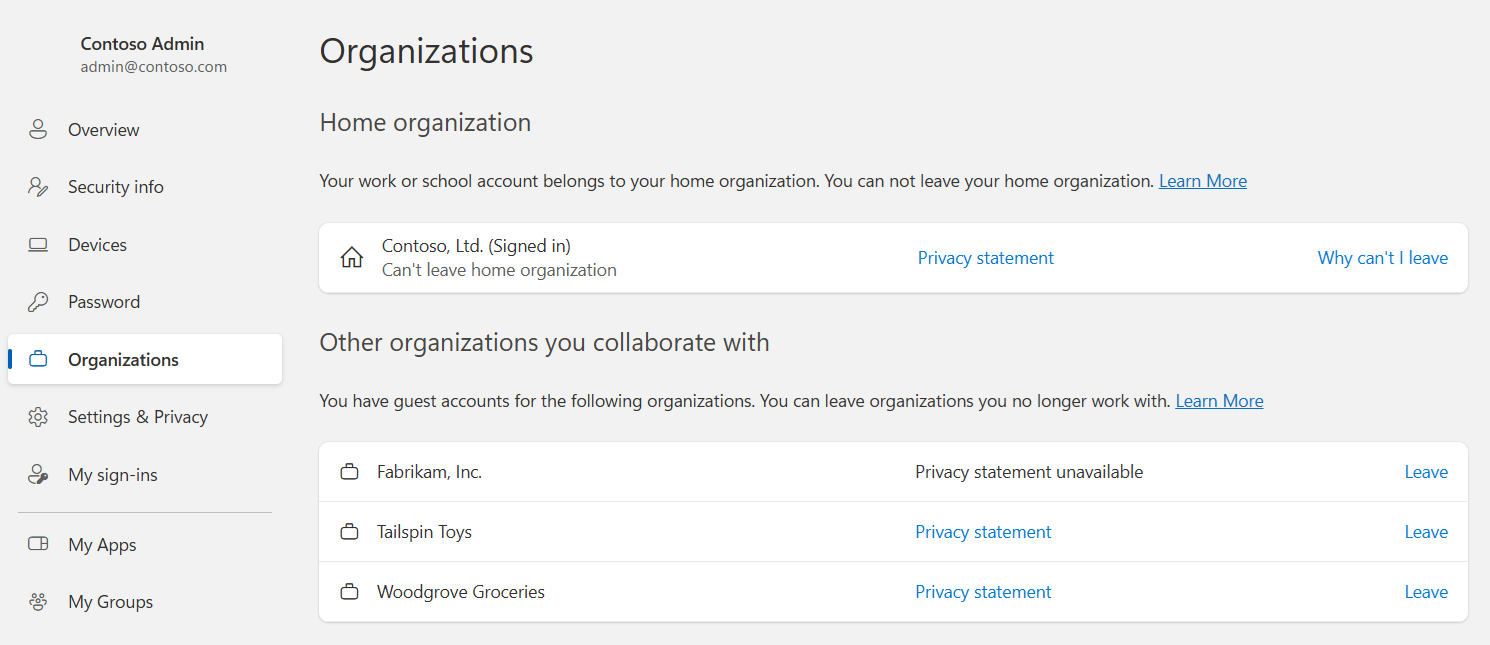 Contoso Admin
admin@contoso.com
Overview
Security info
Devices
Password
Organizations
Settings & Privacy
My sign-ins
My Apps
My Groups
Organizations
Home organization
Your work or school account belongs to your home organization. You can not leave your home organization. Learn More
Contoso, Ltd. (Signed in)
Can't leave home organization
Privacy statement
Why can't I leave
Other organizations you collaborate with
You have guest accounts for the following organizations. You can leave organizations you no longer work with. Learn More
Fabrikam, Inc. Privacy statement unavailable Leave
Tailspin Toys Privacy statement Leave
Woodgrove Groceries Privacy statement Leave